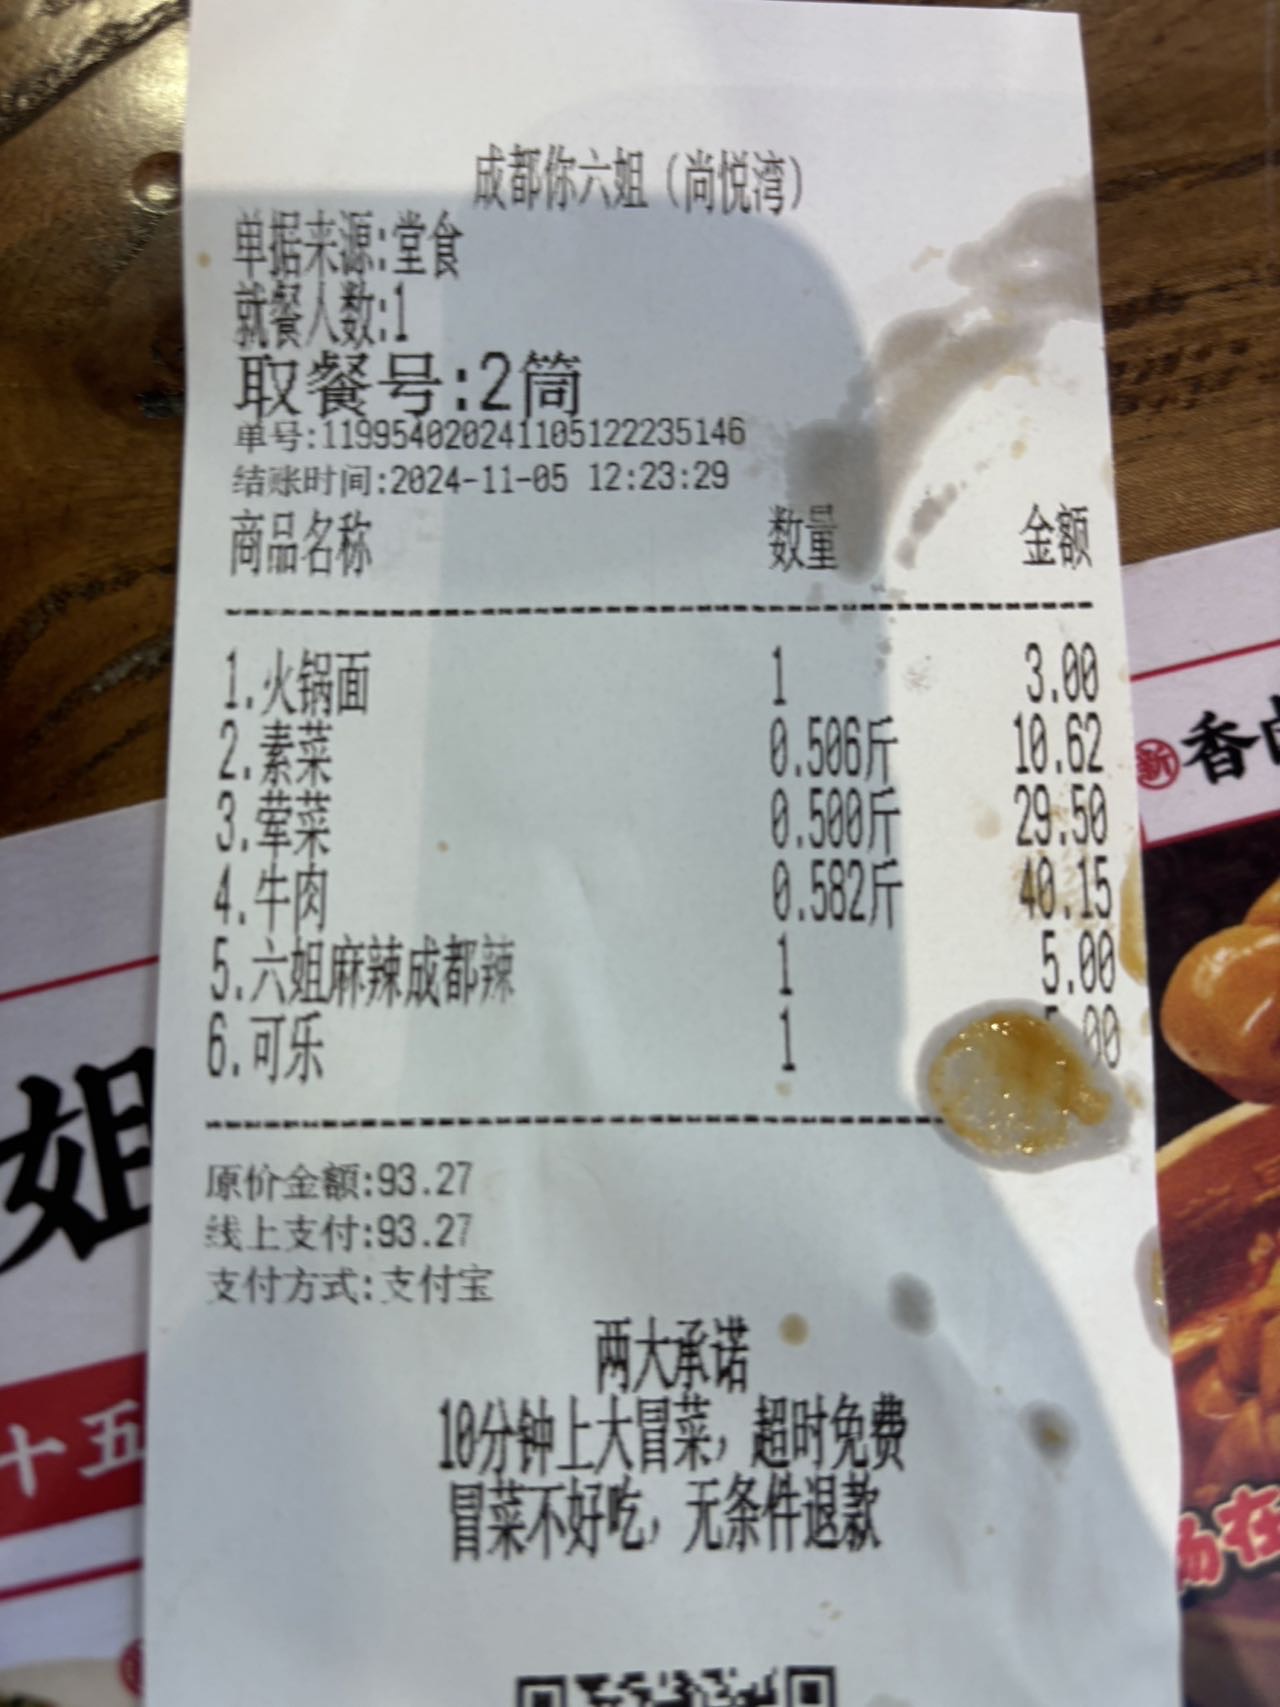 成都你六姐（尚悦湾）
单据来源:堂食
就餐人数:1
取餐号:2筒
单号:119954020241105122235146
结账时间:2024-11-05 12:23:29
商品名称 数量 金额
1.火锅面 1 3.00
2.素菜 0.506斤 10.62
3.荤菜 0.500斤 29.50
4.牛肉 0.582斤 40.15
5.六姐麻辣成都辣 1 5.00
6.可乐 1 5.00
原价金额:93.27
线上支付:93.27
支付方式:支付宝
两大承诺
10分钟上大冒菜，超时免费
冒菜不好吃，无条件退款
姐
十五
新 香
在